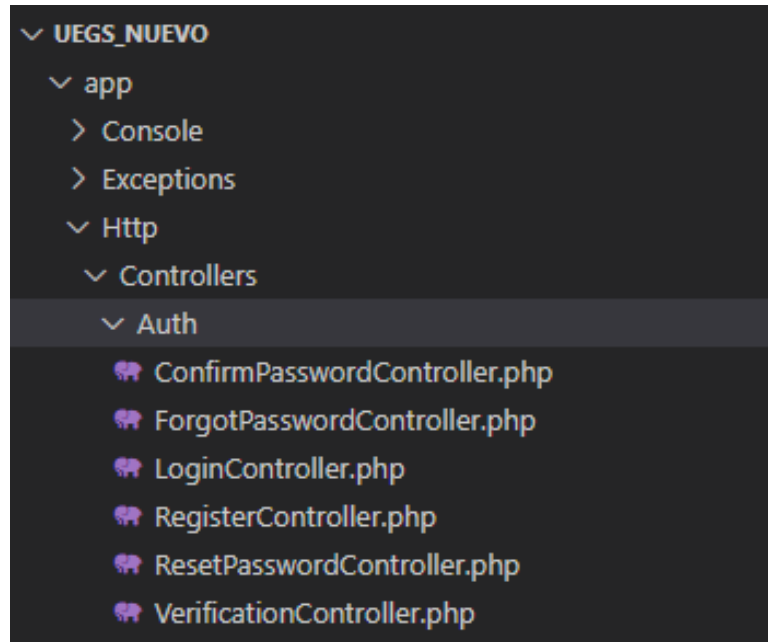 UEGS_NUEVO
app
Console
Exceptions
Http
Controllers
Auth
ConfirmPasswordController.php
ForgotPasswordController.php
LoginController.php
RegisterController.php
ResetPasswordController.php
VerificationController.php